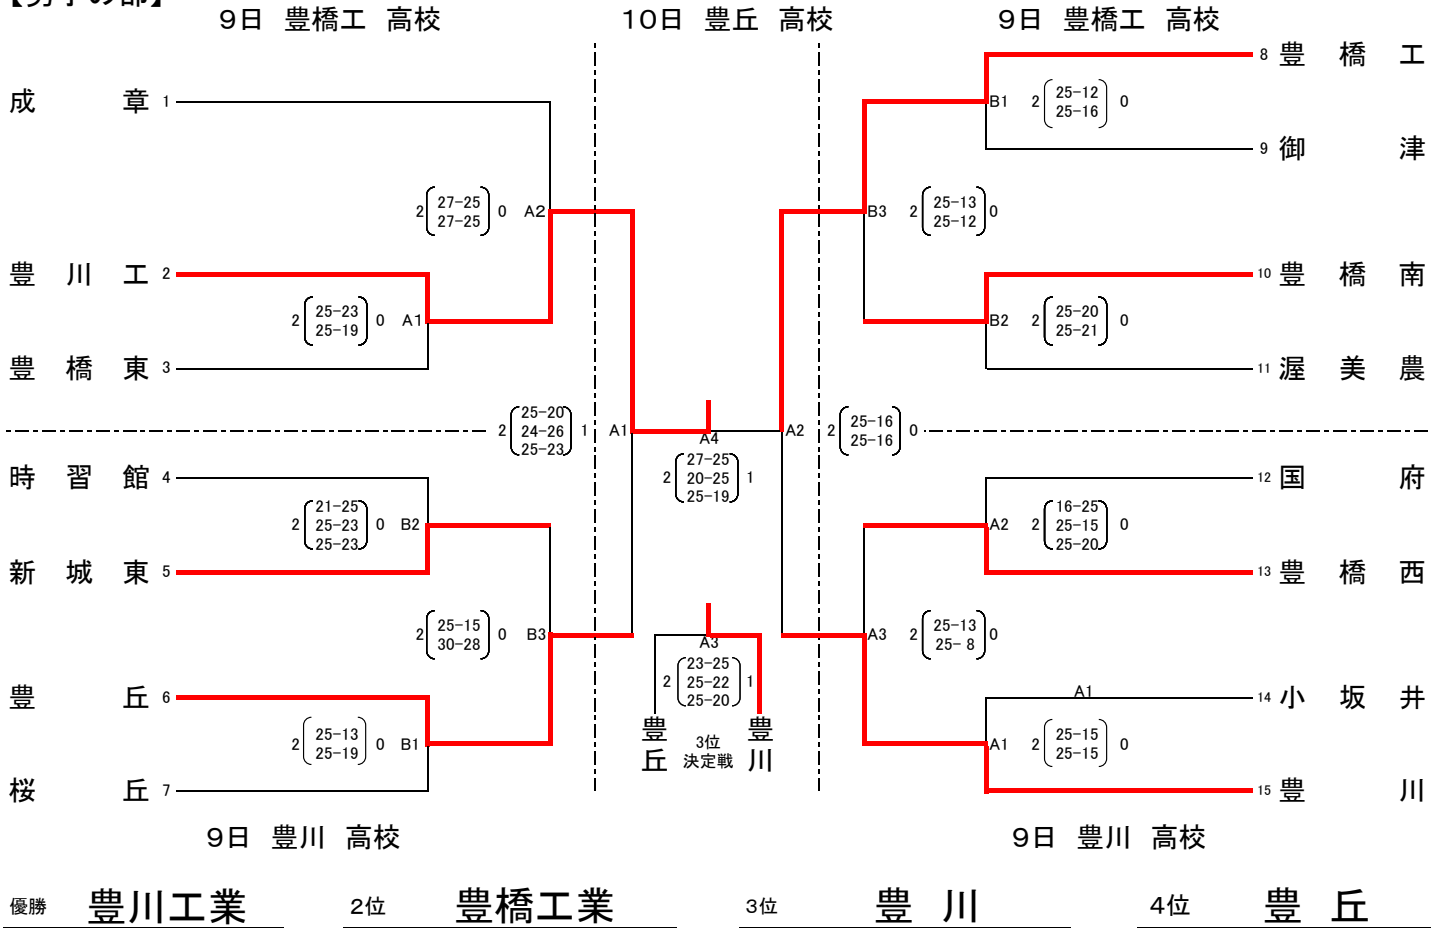 【男子の部】
9日 豊橋工 高校
10日 豊丘 高校
9日 豊橋工 高校
成 章 1
27-25
2 0 A2
27-25
豊 川 工 2
25-23
2 0 A1
25-19
豊 橋 東 3
25-20
2 24-26 1 A1
25-23
時 習 館 4
21-25
2 25-23 0 B2
25-23
新 城 東 5
25-15
2 0 B3
30-28
豊 丘 6
25-13
2 0 B1
25-19
桜 丘 7
9日 豊川 高校
A4
27-25
2 20-25 1
25-19
A3
23-25
2 25-22 1
25-20
豊丘
3位
決定戦
豊川
8 豊 橋 工
25-12
B1 2 0
25-16
9 御 津
25-13
B3 2 0
25-12
10 豊 橋 南
25-20
B2 2 0
25-21
11 渥 美 農
25-16
A2 2 0
25-16
12 国 府
16-25
A2 2 25-15 0
25-20
13 豊 橋 西
25-13
A3 2 0
25- 8
A1
14 小 坂 井
25-15
A1 2 0
25-15
15 豊 川
9日 豊川 高校
優勝 豊川工業
2位 豊橋工業
3位 豊 川
4位 豊 丘